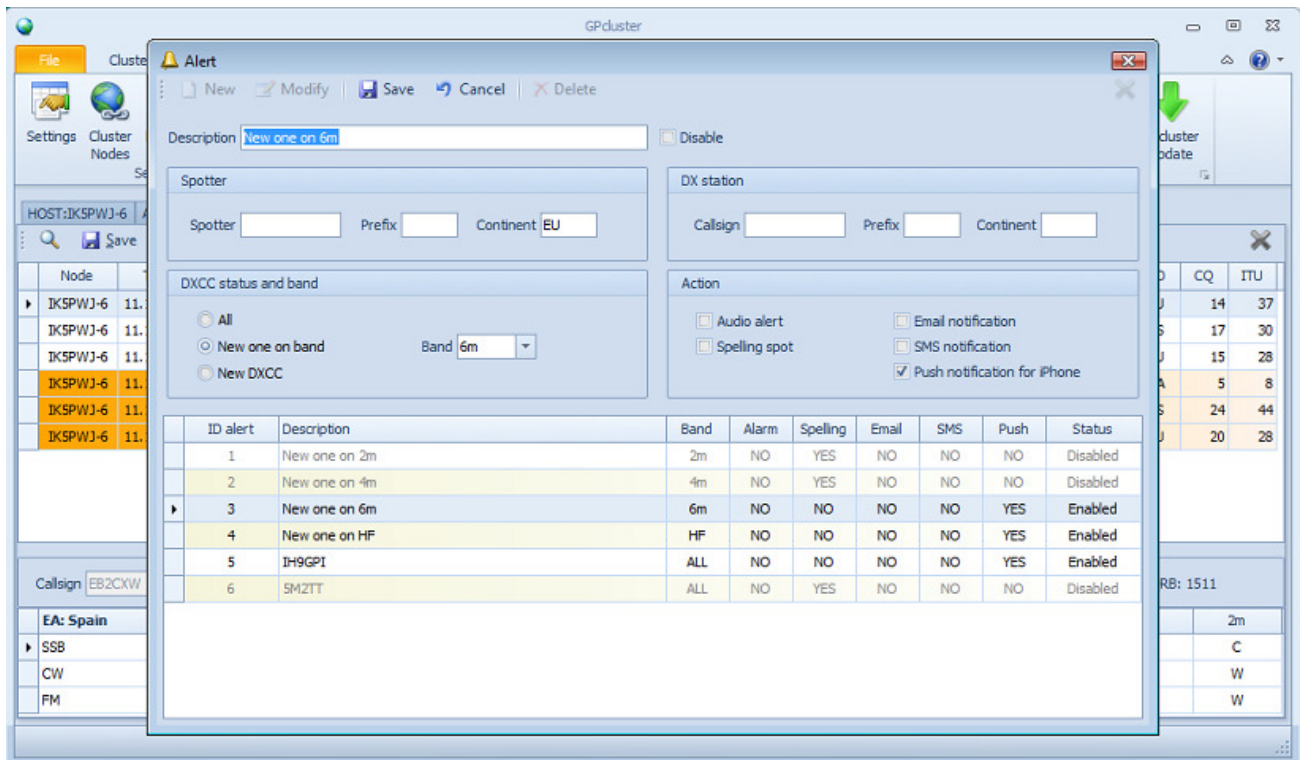 GPcluster
File Cluste
Settings Cluster Nodes
Se
cluster
pdate
HOST:IK5PWJ-6
Save
Node
IK5PWJ-6 11.
IK5PWJ-6 11.
IK5PWJ-6 11.
IK5PWJ-6 11.
IK5PWJ-6 11.
IK5PWJ-6 11.
Callsign EB2CXW
EA: Spain
SSB
CW
FM
Alert
New Modify Save Cancel Delete
Description New one on 6m Disable
Spotter
Spotter Prefix Continent EU
DX station
Callsign Prefix Continent
DXCC status and band
All
New one on band Band 6m
New DXCC
Action
Audio alert Email notification
Spelling spot SMS notification
Push notification for iPhone
ID alert Description Band Alarm Spelling Email SMS Push Status
1 New one on 2m 2m NO YES NO NO NO Disabled
2 New one on 4m 4m NO YES NO NO NO Disabled
3 New one on 6m 6m NO NO NO NO YES Enabled
4 New one on HF HF NO NO NO NO YES Enabled
5 IH9GPI ALL NO NO NO NO YES Enabled
6 5M2TT ALL NO YES NO NO NO Disabled
CQ ITU
14 37
17 30
15 28
5 8
24 44
20 28
RB: 1511
2m
C
W
W